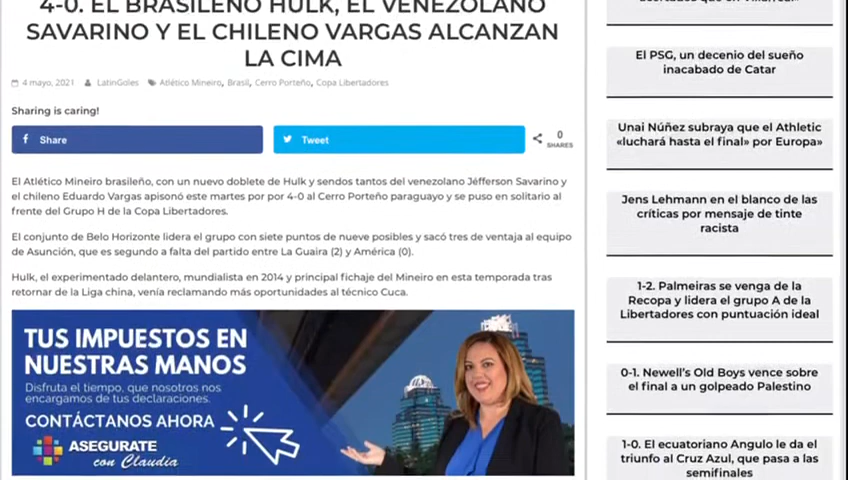 4-0. EL BRASILEÑO HULK, EL VENEZOLANO
SAVARINO Y EL CHILENO VARGAS ALCANZAN
LA CIMA
4 mayo, 2021 LatinGoles Atlético Mineiro, Brasil, Cerro Porteño, Copa Libertadores
Sharing is caring!
Share
Tweet
0
SHARES
El Atlético Mineiro brasileño, con un nuevo doblete de Hulk y sendos tantos del venezolano Jéfferson Savarino y
el chileno Eduardo Vargas apisonó este martes por por 4-0 al Cerro Porteño paraguayo y se puso en solitario al
frente del Grupo H de la Copa Libertadores.
El conjunto de Belo Horizonte lidera el grupo con siete puntos de nueve posibles y sacó tres de ventaja al equipo
de Asunción, que es segundo a falta del partido entre La Guaira (2) y América (0).
Hulk, el experimentado delantero, mundialista en 2014 y principal fichaje del Mineiro en esta temporada tras
retornar de la Liga china, venía reclamando más oportunidades al técnico Cuca.
TUS IMPUESTOS EN
NUESTRAS MANOS
Disfruta el tiempo, que nosotros nos
encargamos de tus declaraciones.
CONTÁCTANOS AHORA
ASEGURATE
con Claudia
El PSG, un decenio del sueño
inacabado de Catar
Unai Núñez subraya que el Athletic
«luchará hasta el final» por Europa»
Jens Lehmann en el blanco de las
críticas por mensaje de tinte
racista
1-2. Palmeiras se venga de la
Recopa y lidera el grupo A de la
Libertadores con puntuación ideal
0-1. Newell's Old Boys vence sobre
el final a un golpeado Palestino
1-0. El ecuatoriano Angulo le da el
triunfo al Cruz Azul, que pasa a las
semifinales